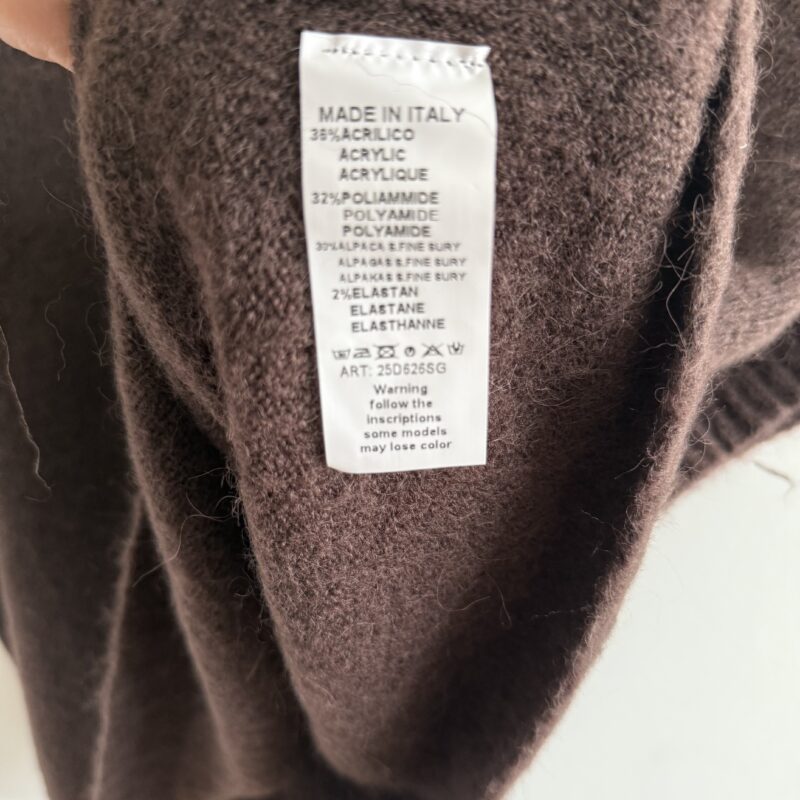 MADE IN ITALY
36%ACRILICO
ACRYLIC
ACRYLIQUE
32%POLIAMMIDE
POLYAMIDE
POLYAMIDE
30%ALPACA S.FINE SURY
ALPAGAS S.FINE SURY
ALPAKAS S.FINE SURY
2%ELASTAN
ELASTANE
ELASTHANNE
ART: 25D626SG
Warning
follow the
inscriptions
some models
may lose color